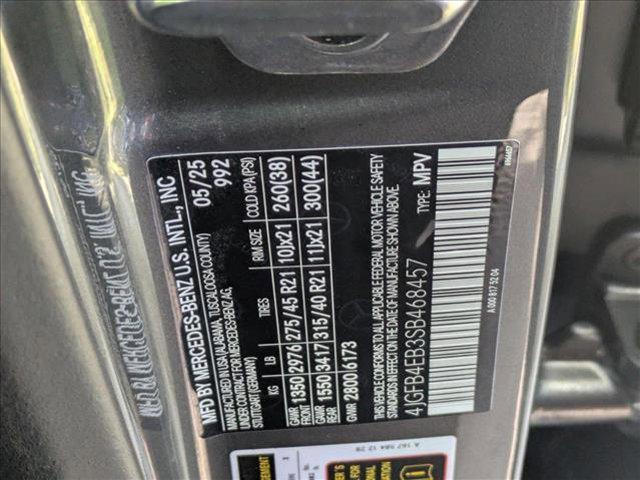 MFD BY MERCEDES-BENZ U.S. INTL., INC 05/25
MANUFACTURED IN USA (ALABAMA, TUSCALOOSA COUNTY) 992
UNDER CONTRACT WITH MERCEDES-BENZ AG,
STUTTGART (GERMANY)
KG LB TIRES RIM SIZE COLD KPA (PSI)
GAWR FRONT 1350 2976 275/45 R21 10Jx21 260(38)
GAWR REAR 1550 3417 315/40 R21 11Jx21 300(44)
GVWR 2800 6173
THIS VEHICLE CONFORMS TO ALL APPLICABLE FEDERAL MOTOR VEHICLE SAFETY
STANDARDS IN EFFECT ON THE DATE OF MANUFACTURE SHOWN ABOVE.
4JGFB4EB3SB468457 TYPE: MPV
A 000 817 52 04
A 167 584 12 28